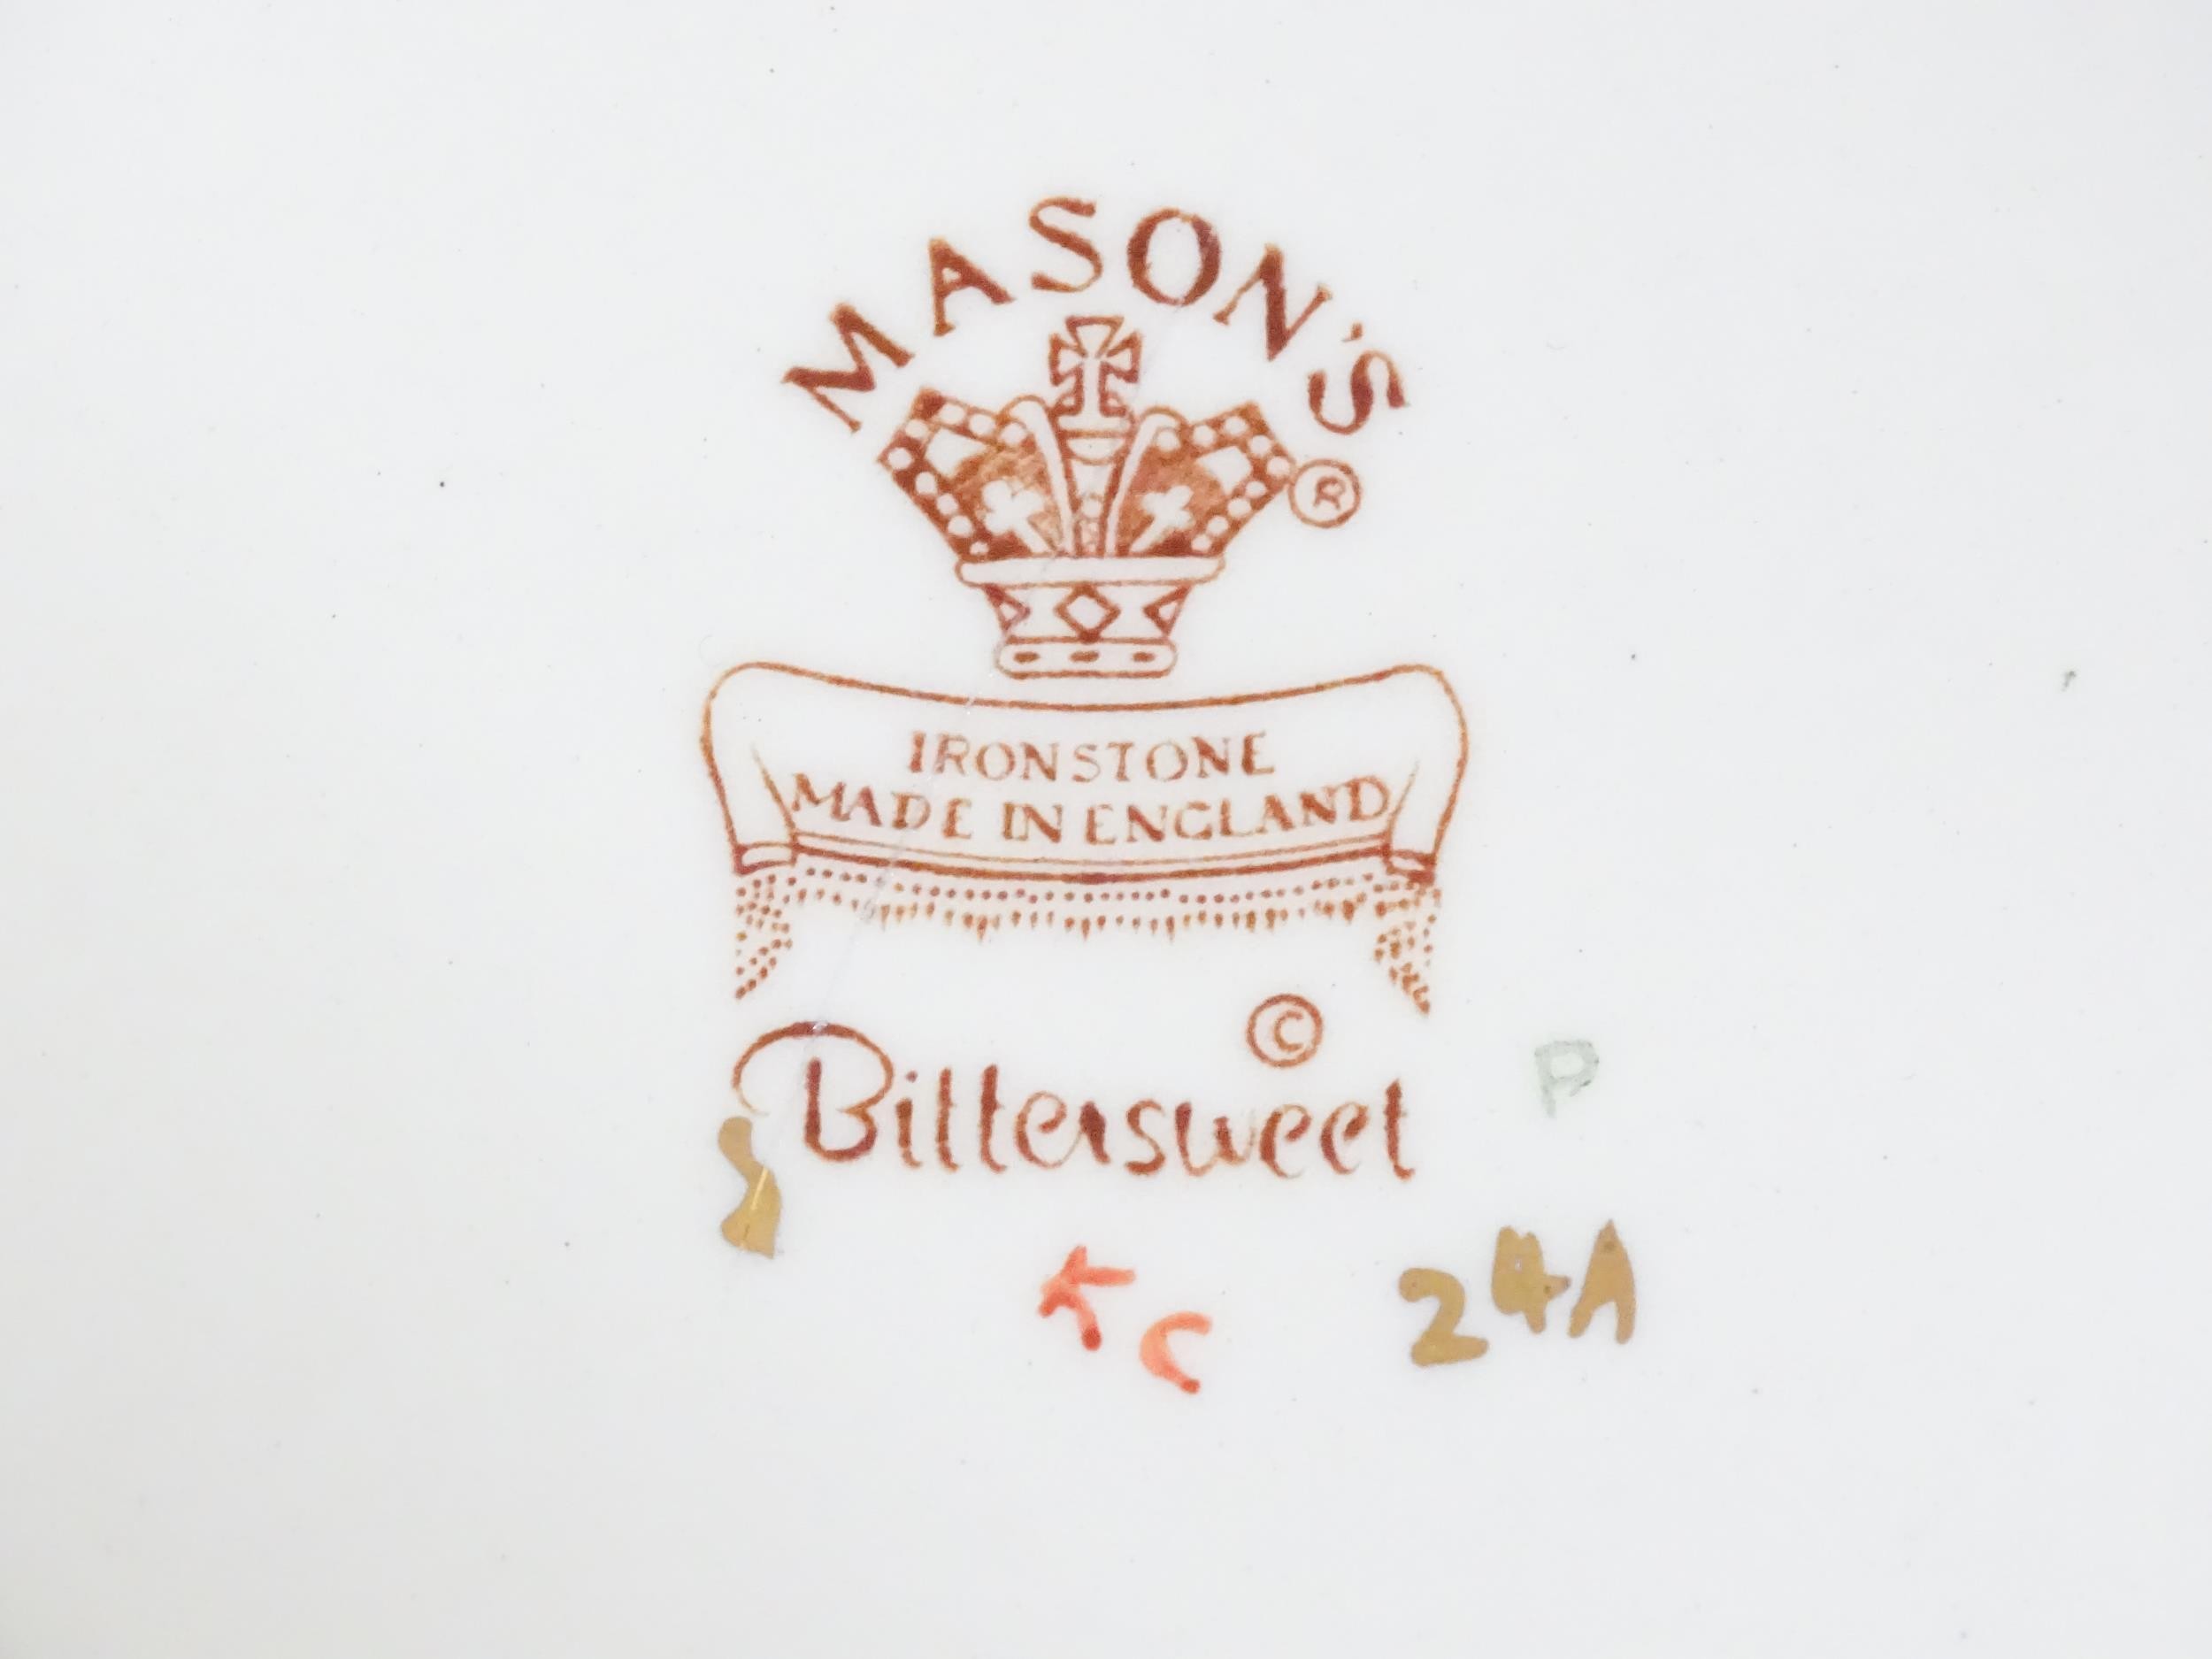 MASON'S
®
IRONSTONE
MADE IN ENGLAND
©
Bittersweet
P
K C
24A